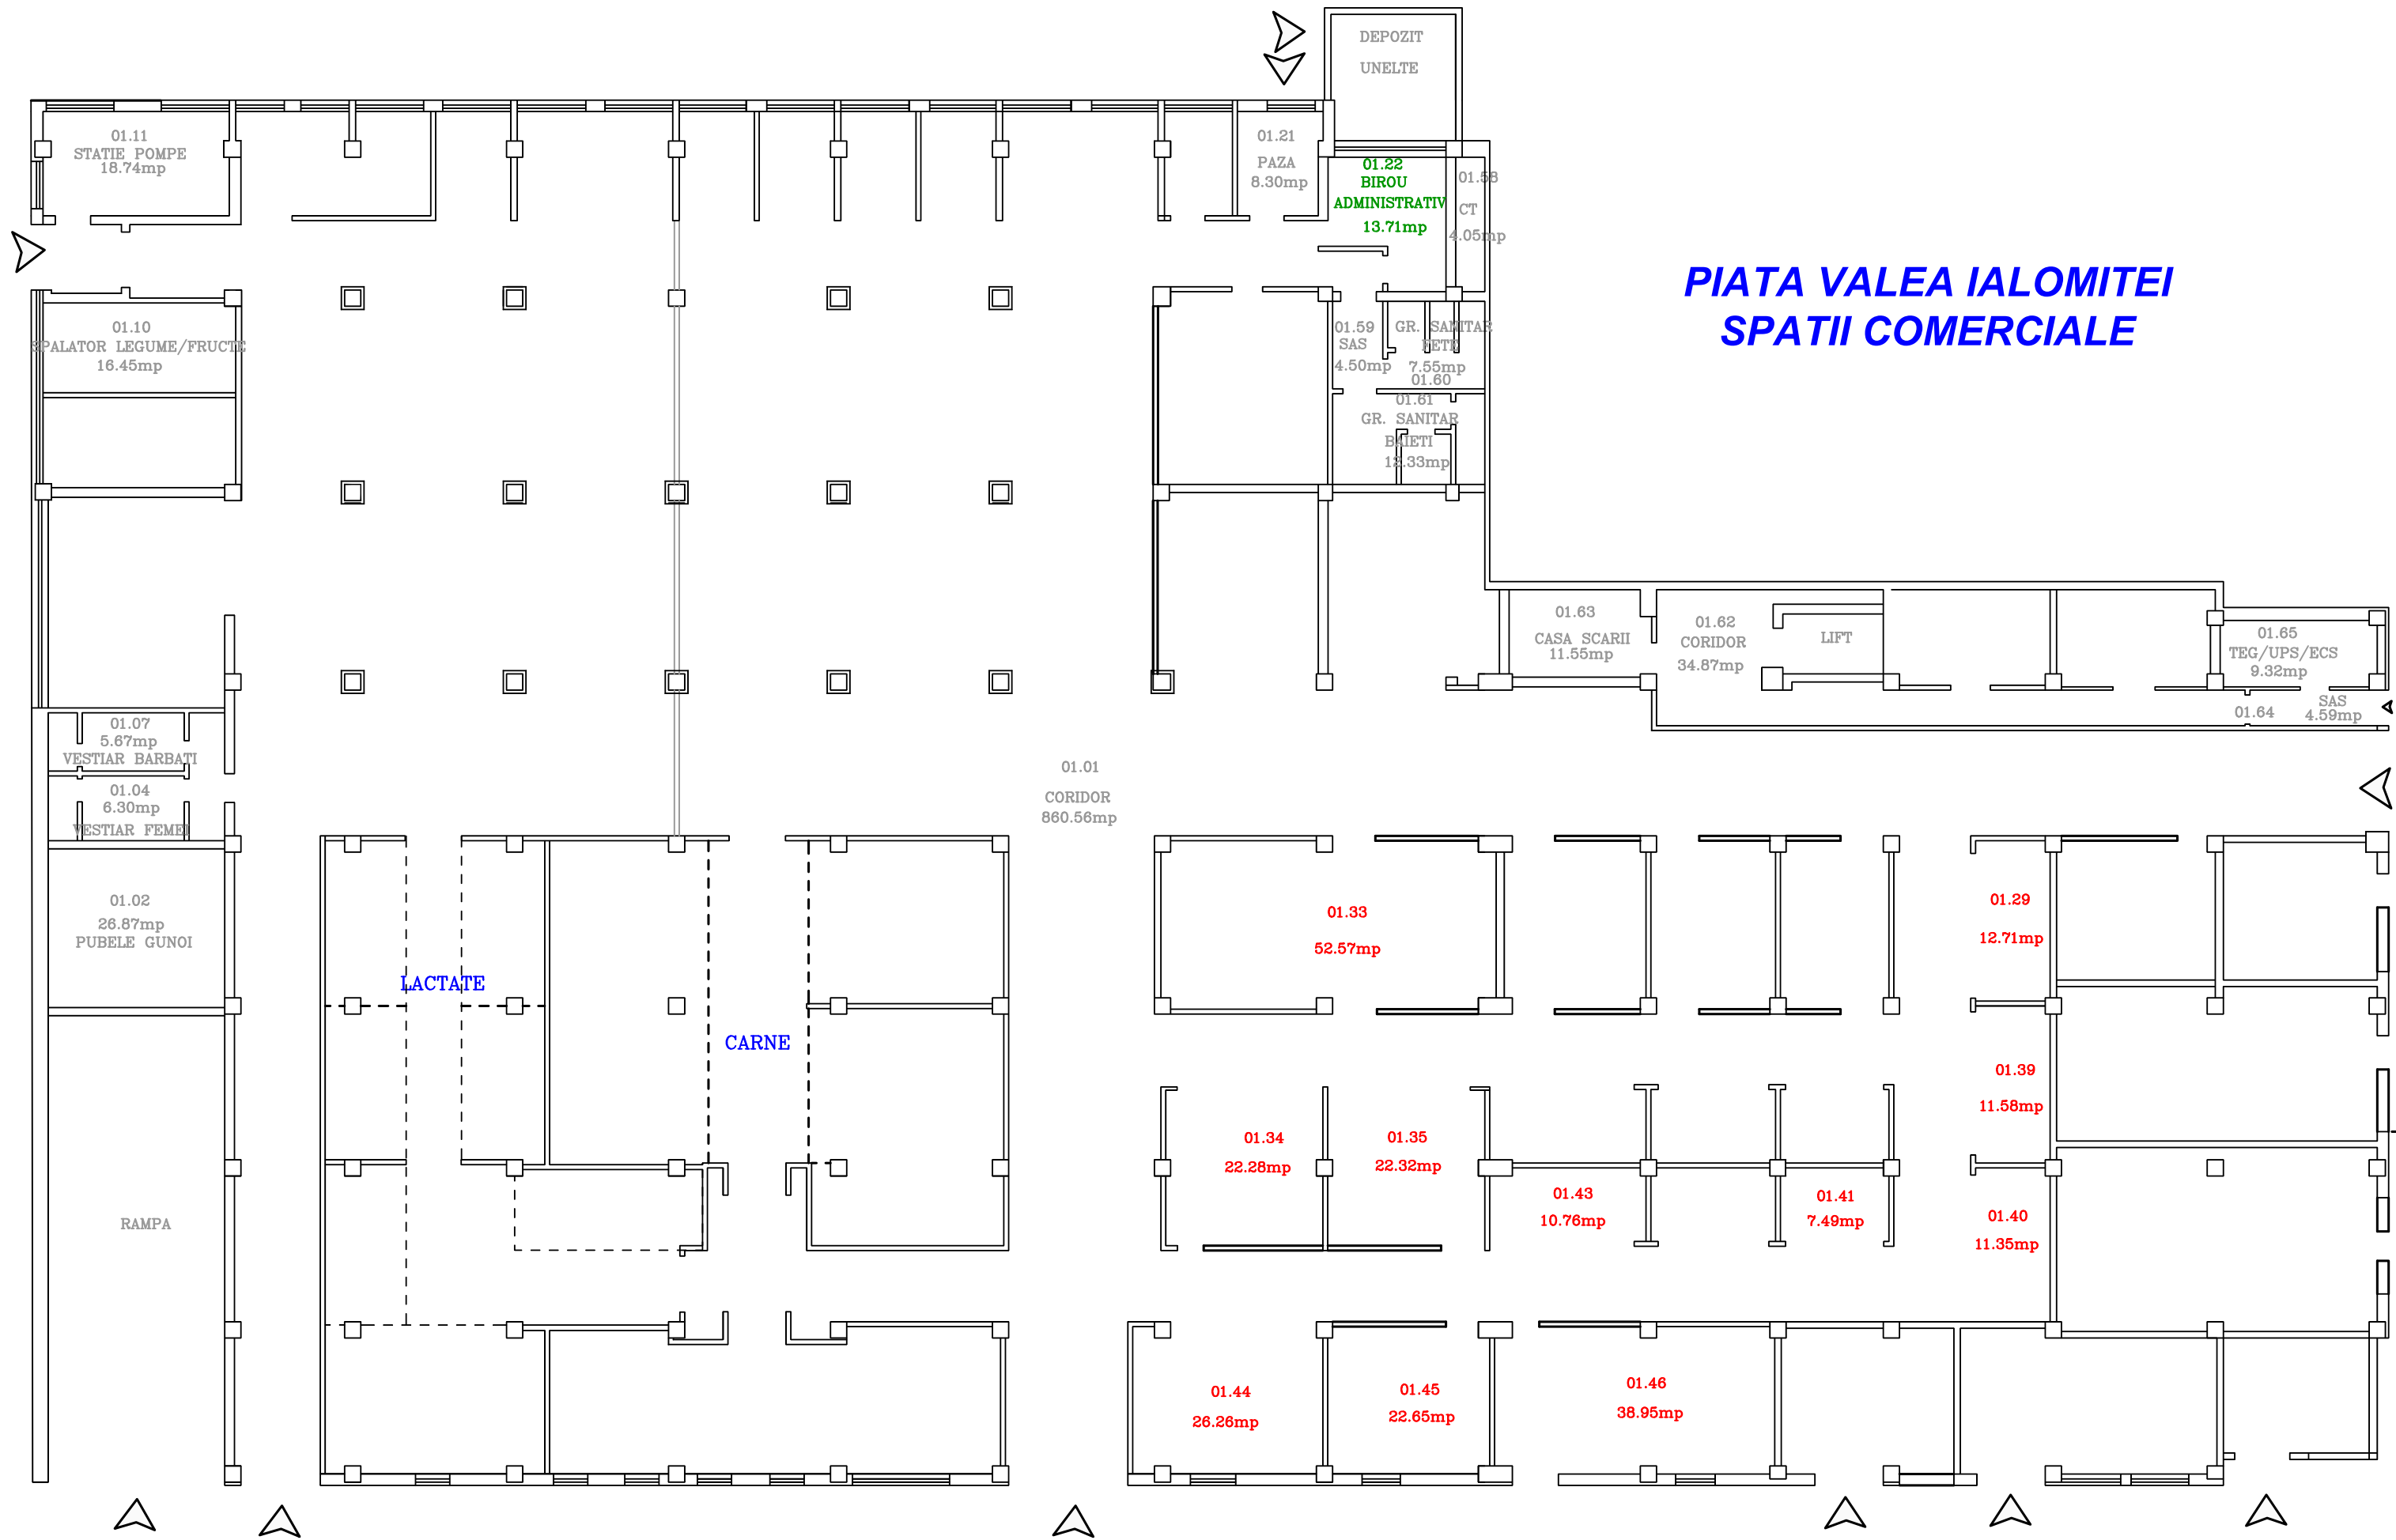 DEPOZIT
UNELTE
01.11
STATIE POMPE
18.74mp
01.21
PAZA
8.30mp
01.22
BIROU
ADMINISTRATIV
13.71mp
01.58
CT
4.05mp
PIATA VALEA IALOMITEI
SPATII COMERCIALE
01.10
SPALATOR LEGUME/FRUCTE
16.45mp
01.59
SAS
4.50mp
GR. SANITAR
FETE
7.55mp
01.60
01.61
GR. SANITAR
BAIETI
12.33mp
01.63
CASA SCARII
11.55mp
01.62
CORIDOR
34.87mp
LIFT
01.65
TEG/UPS/ECS
9.32mp
01.64
SAS
4.59mp
01.07
5.67mp
VESTIAR BARBATI
01.04
6.30mp
VESTIAR FEMEI
01.01
CORIDOR
860.56mp
01.02
26.87mp
PUBELE GUNOI
LACTATE
CARNE
01.33
52.57mp
01.29
12.71mp
01.39
11.58mp
01.34
22.28mp
01.35
22.32mp
01.43
10.76mp
01.41
7.49mp
01.40
11.35mp
RAMPA
01.44
26.26mp
01.45
22.65mp
01.46
38.95mp